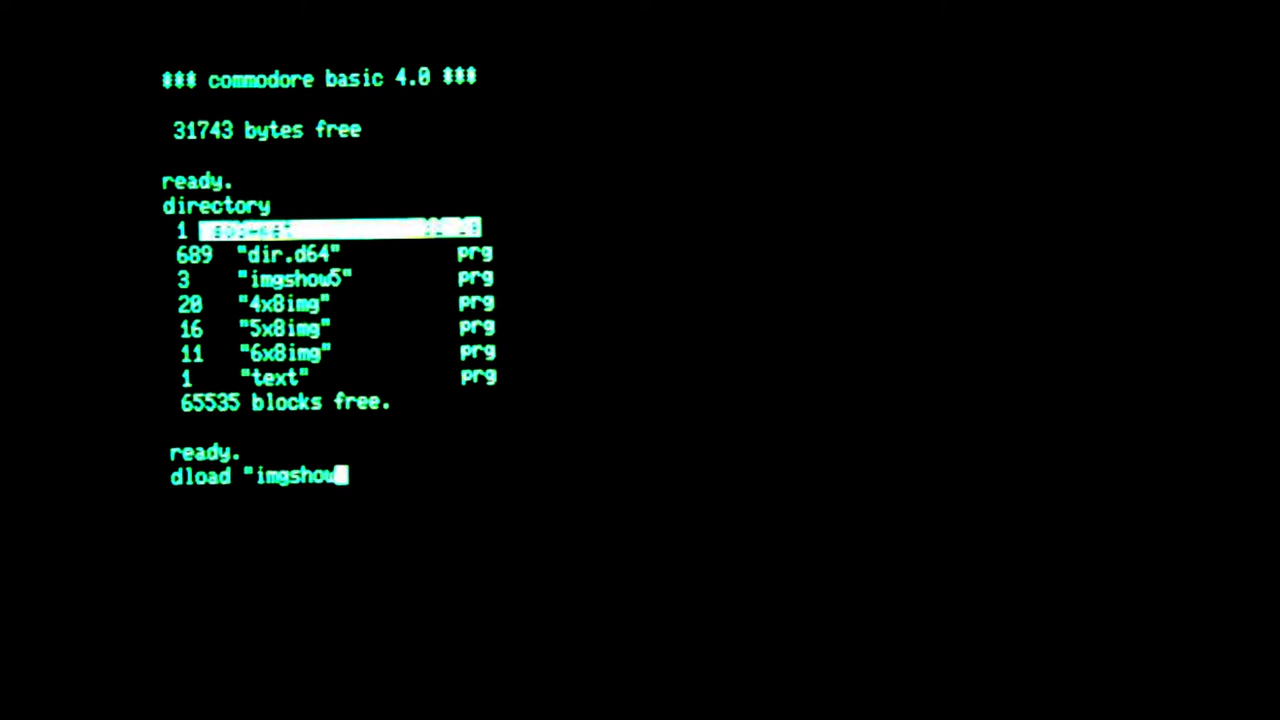 *** commodore basic 4.0 ***
31743 bytes free
ready.
directory
1
689 "dir.d64" prg
3 "imgshow5" prg
20 "4x8img" prg
16 "5x8img" prg
11 "6x8img" prg
1 "text" prg
65535 blocks free.
ready.
dload "imgshow